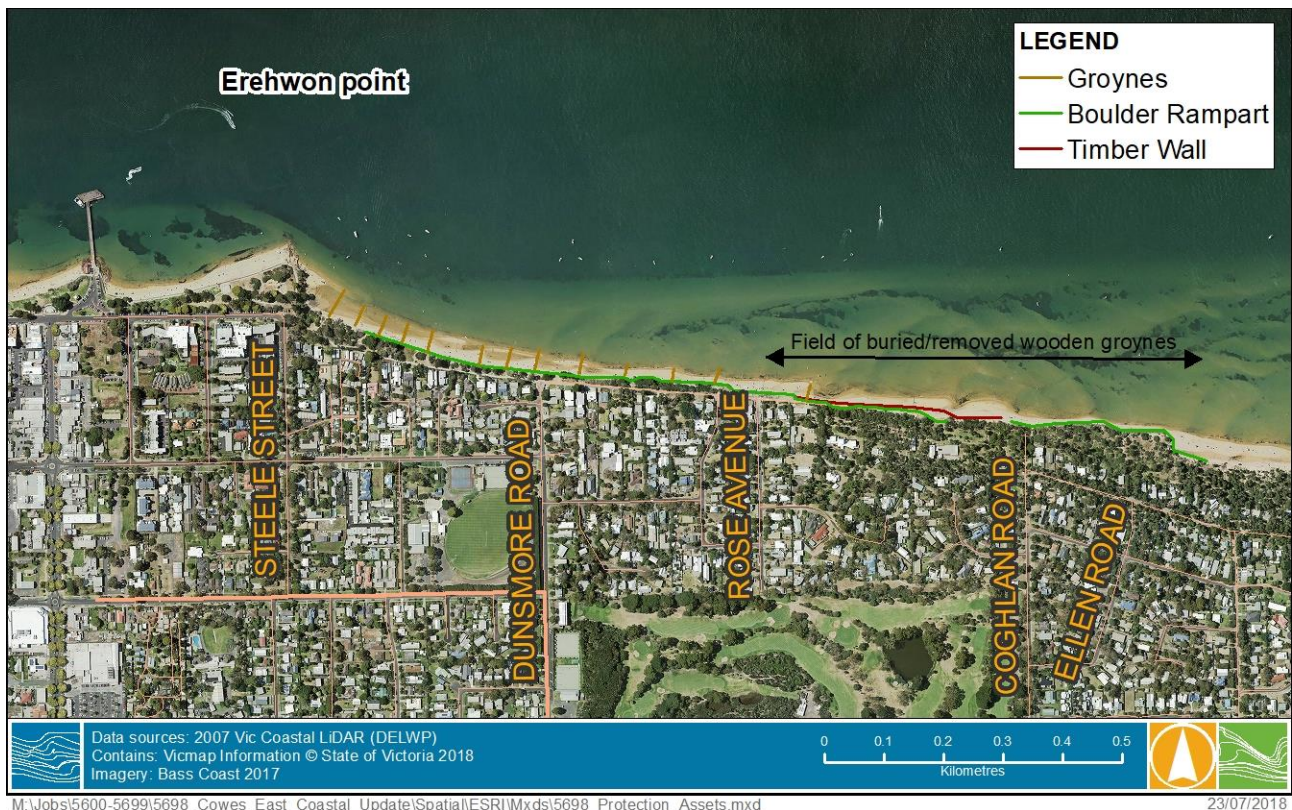 LEGEND
Groynes
Boulder Rampart
Timber Wall
Erehwon point
Field of buried/removed wooden groynes
STEELE STREET
DUNSMORE ROAD
ROSE AVENUE
COGHLAN ROAD
ELLEN ROAD
Data sources: 2007 Vic Coastal LiDAR (DELWP)
Contains: Vicmap Information © State of Victoria 2018
Imagery: Bass Coast 2017
0 0.1 0.2 0.3 0.4 0.5
Kilometres
M:\Jobs\5600-5699\5698_Cowes_East_Coastal_Update\Spatial\ESRI\Mxds\5698_Protection_Assets.mxd
23/07/2018